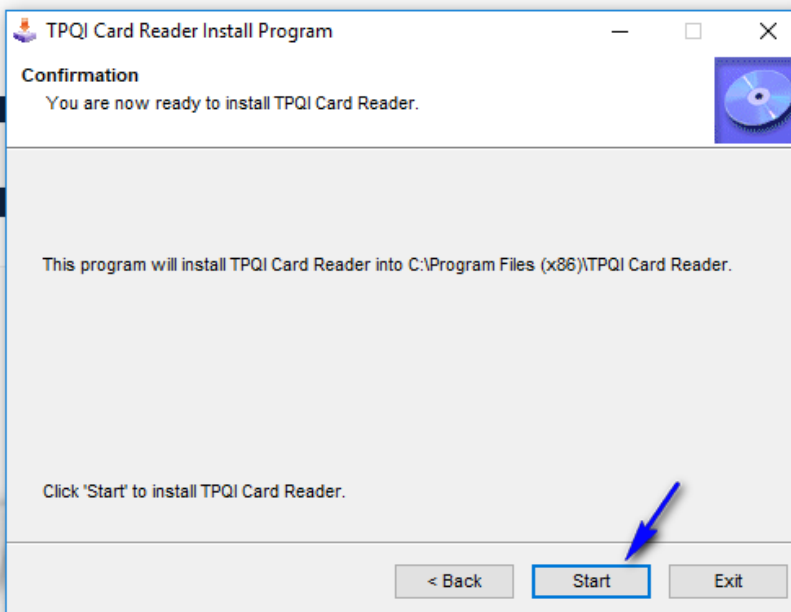 TPQI Card Reader Install Program
Confirmation
You are now ready to install TPQI Card Reader.
This program will install TPQI Card Reader into C:\Program Files (x86)\TPQI Card Reader.
Click 'Start' to install TPQI Card Reader.
< Back
Start
Exit